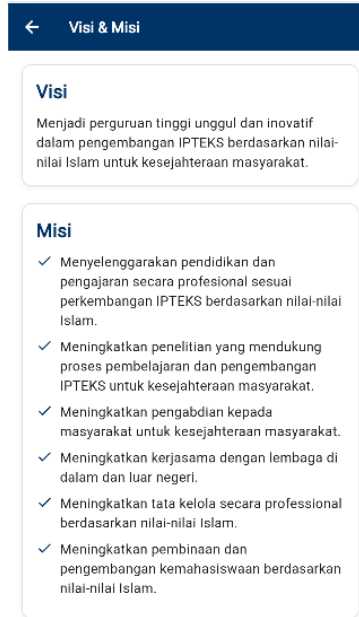 Visi & Misi
Visi
Menjadi perguruan tinggi unggul dan inovatif
dalam pengembangan IPTEKS berdasarkan nilai-
nilai Islam untuk kesejahteraan masyarakat.
Misi
Menyelenggarakan pendidikan dan
pengajaran secara profesional sesuai
perkembangan IPTEKS berdasarkan nilai-nilai
Islam.
Meningkatkan penelitian yang mendukung
proses pembelajaran dan pengembangan
IPTEKS untuk kesejahteraan masyarakat.
Meningkatkan pengabdian kepada
masyarakat untuk kesejahteraan masyarakat.
Meningkatkan kerjasama dengan lembaga di
dalam dan luar negeri.
Meningkatkan tata kelola secara professional
berdasarkan nilai-nilai Islam.
Meningkatkan pembinaan dan
pengembangan kemahasiswaan berdasarkan
nilai-nilai Islam.